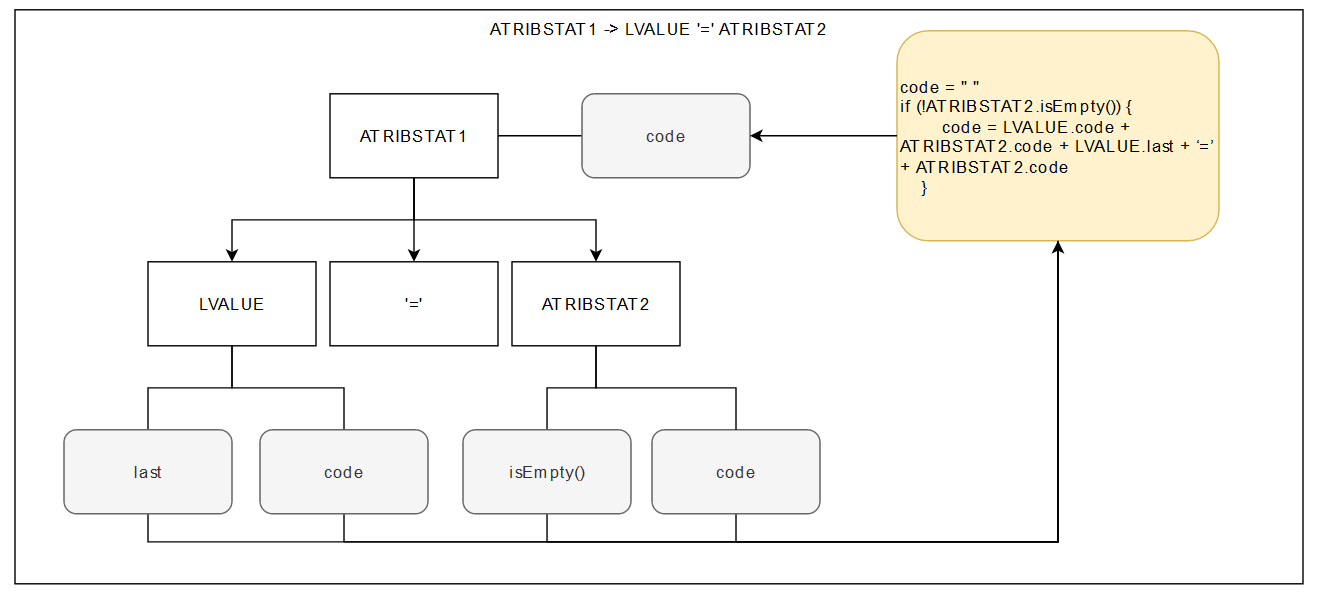 ATRIBSTAT1 -> LVALUE '=' ATRIBSTAT2
code = " "
if (!ATRIBSTAT2.isEmpty()) {
code = LVALUE.code +
ATRIBSTAT2.code + LVALUE.last + ‘=’
+ ATRIBSTAT2.code
}
ATRIBSTAT1
code
LVALUE
'='
ATRIBSTAT2
last
code
isEmpty()
code